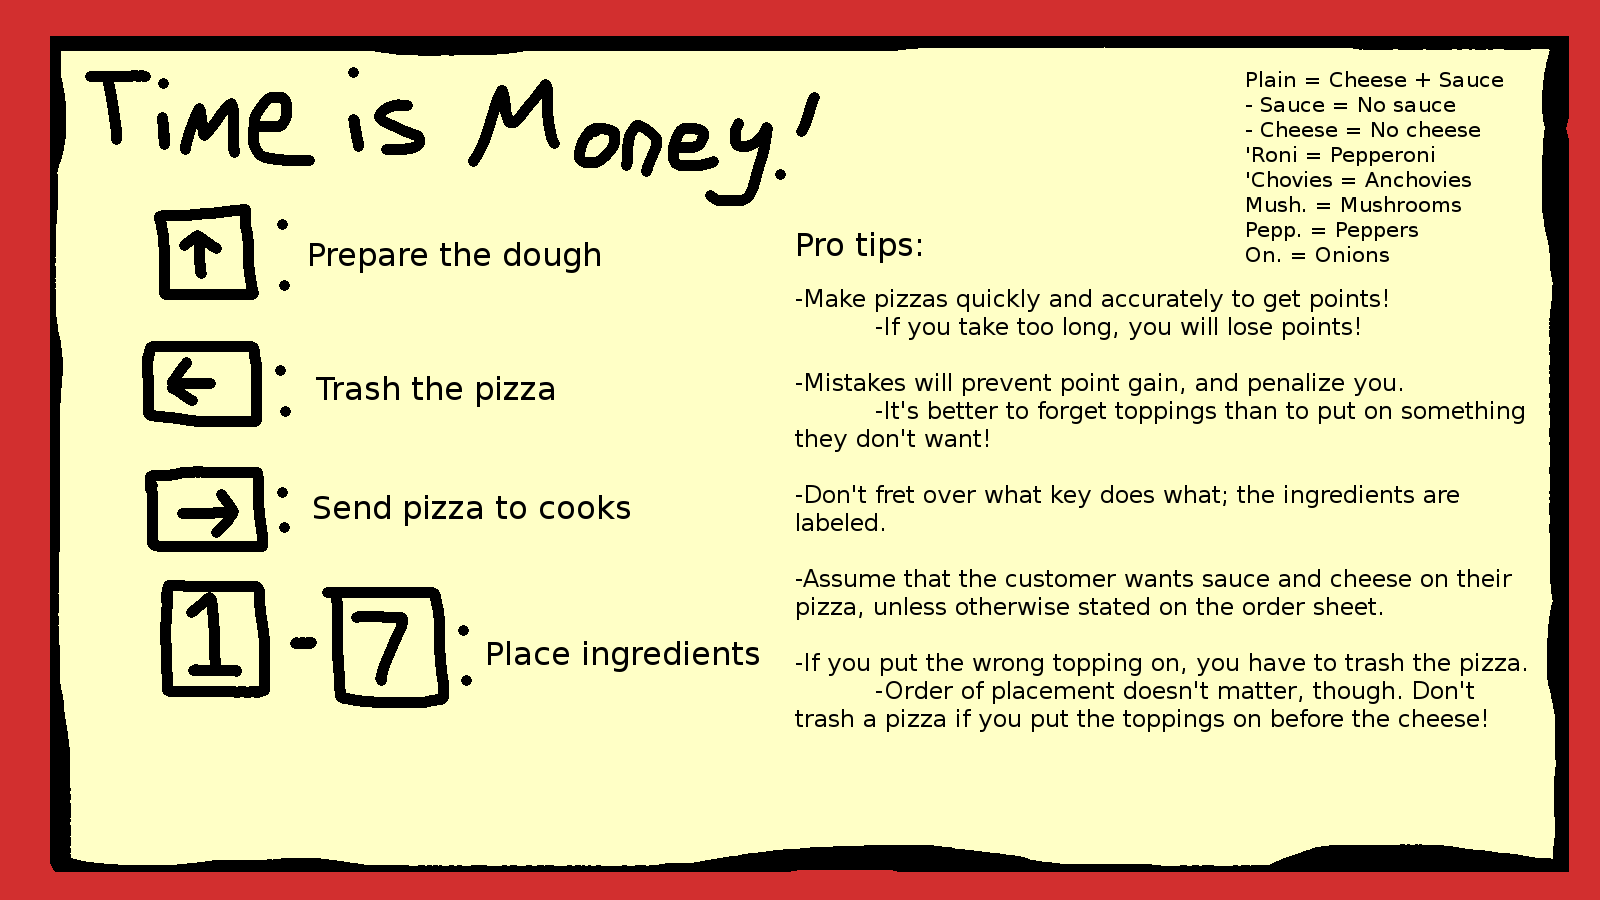 Time is Money!
Plain = Cheese + Sauce
- Sauce = No sauce
- Cheese = No cheese
'Roni = Pepperoni
'Chovies = Anchovies
Mush. = Mushrooms
Pepp. = Peppers
On. = Onions
↑ : Prepare the dough
← : Trash the pizza
→ : Send pizza to cooks
1 - 7 : Place ingredients
Pro tips:
-Make pizzas quickly and accurately to get points!
-If you take too long, you will lose points!
-Mistakes will prevent point gain, and penalize you.
-It's better to forget toppings than to put on something
they don't want!
-Don't fret over what key does what; the ingredients are
labeled.
-Assume that the customer wants sauce and cheese on their
pizza, unless otherwise stated on the order sheet.
-If you put the wrong topping on, you have to trash the pizza.
-Order of placement doesn't matter, though. Don't
trash a pizza if you put the toppings on before the cheese!